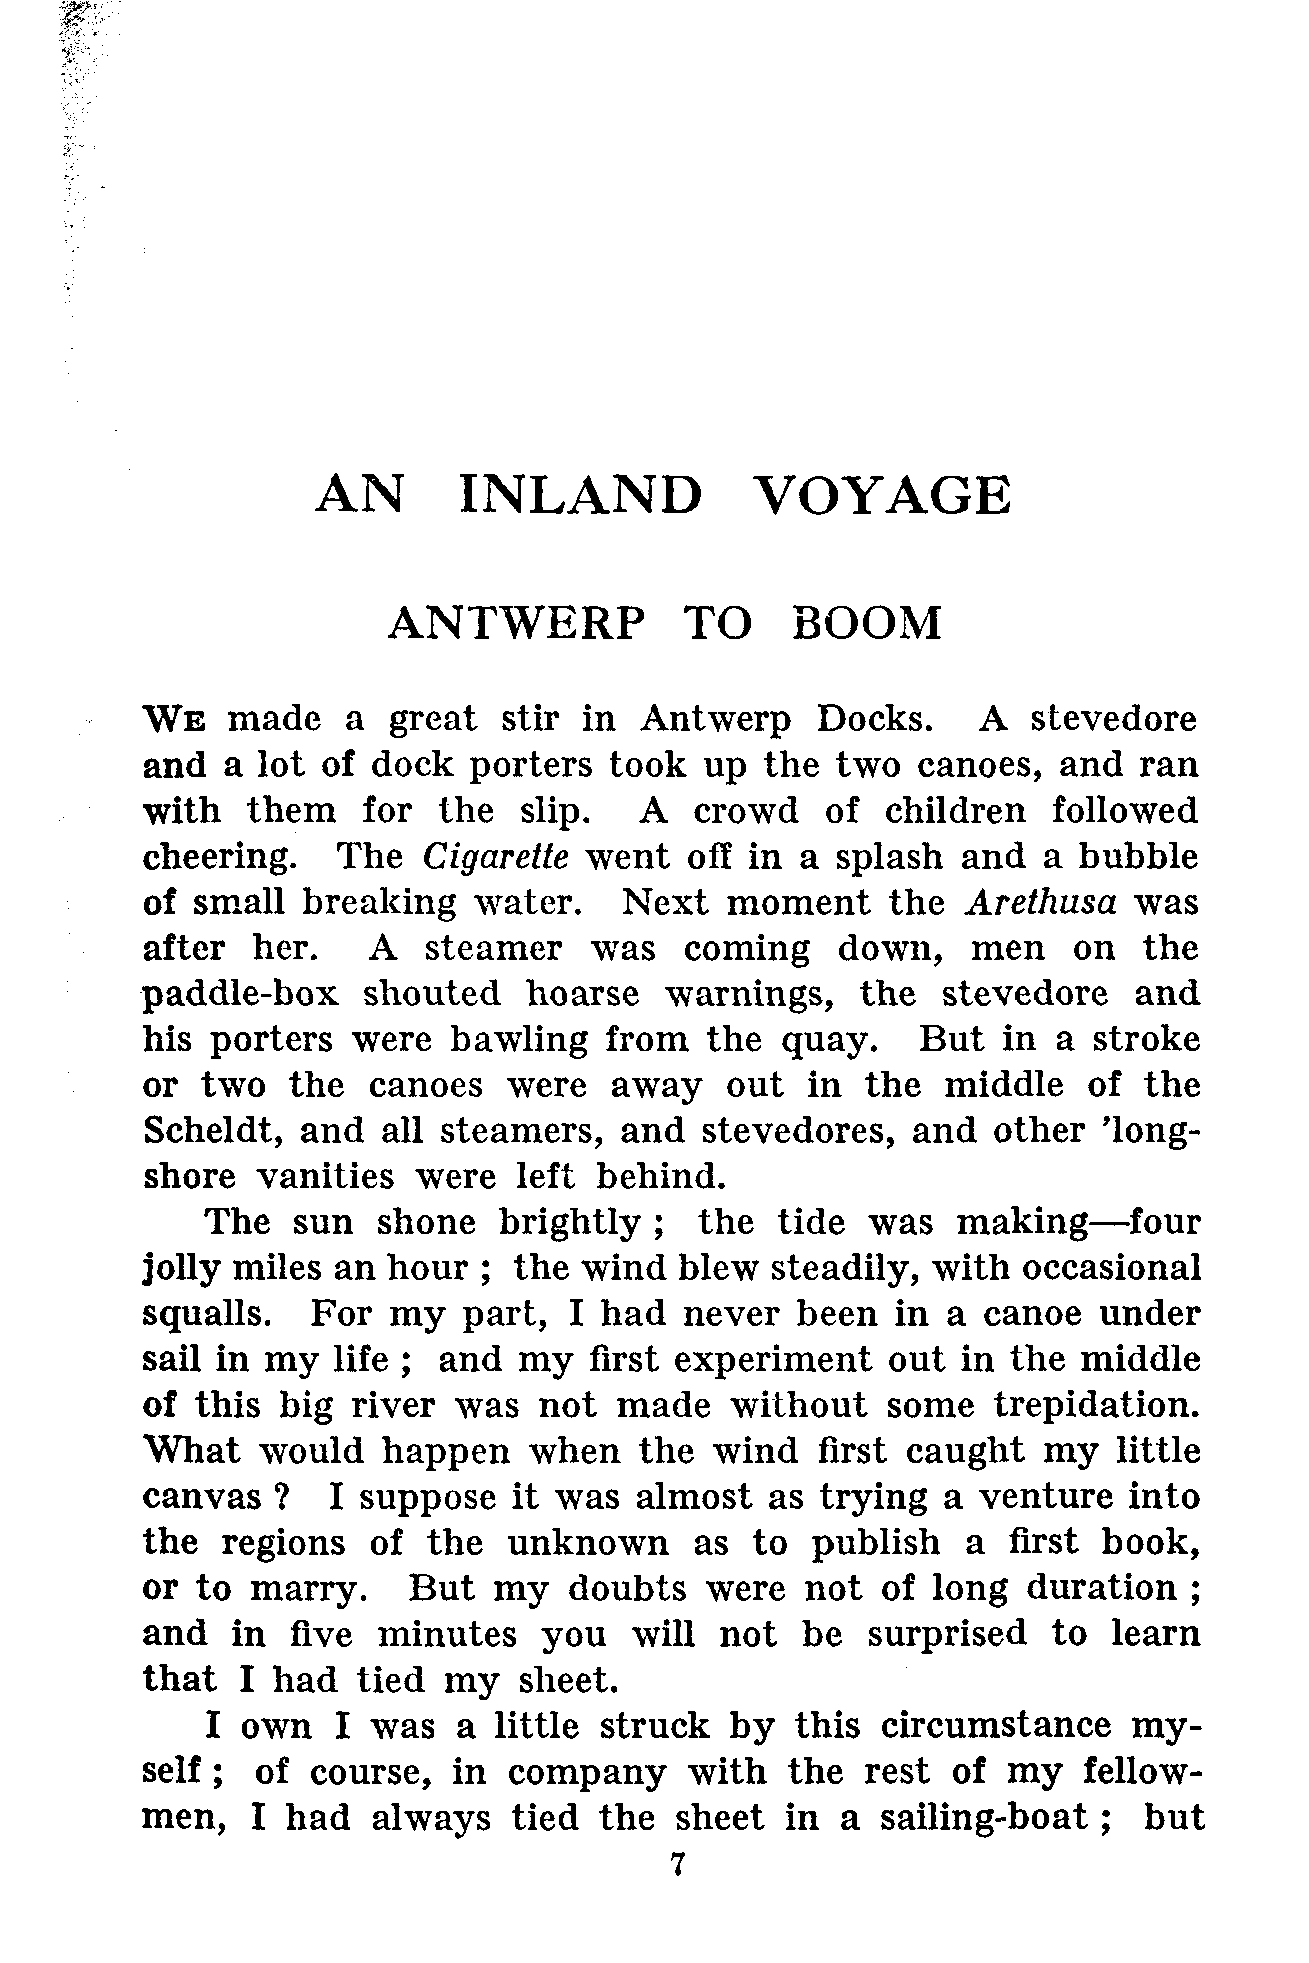 AN INLAND VOYAGE
ANTWERP TO BOOM
WE made a great stir in Antwerp Docks. A stevedore
and a lot of dock porters took up the two canoes, and ran
with them for the slip. A crowd of children followed
cheering. The Cigarette went off in a splash and a bubble
of small breaking water. Next moment the Arethusa was
after her. A steamer was coming down, men on the
paddle-box shouted hoarse warnings, the stevedore and
his porters were bawling from the quay. But in a stroke
or two the canoes were away out in the middle of the
Scheldt, and all steamers, and stevedores, and other 'long-
shore vanities were left behind.
The sun shone brightly ; the tide was making—four
jolly miles an hour ; the wind blew steadily, with occasional
squalls. For my part, I had never been in a canoe under
sail in my life ; and my first experiment out in the middle
of this big river was not made without some trepidation.
What would happen when the wind first caught my little
canvas ? I suppose it was almost as trying a venture into
the regions of the unknown as to publish a first book,
or to marry. But my doubts were not of long duration ;
and in five minutes you will not be surprised to learn
that I had tied my sheet.
I own I was a little struck by this circumstance my-
self ; of course, in company with the rest of my fellow-
men, I had always tied the sheet in a sailing-boat ; but
7